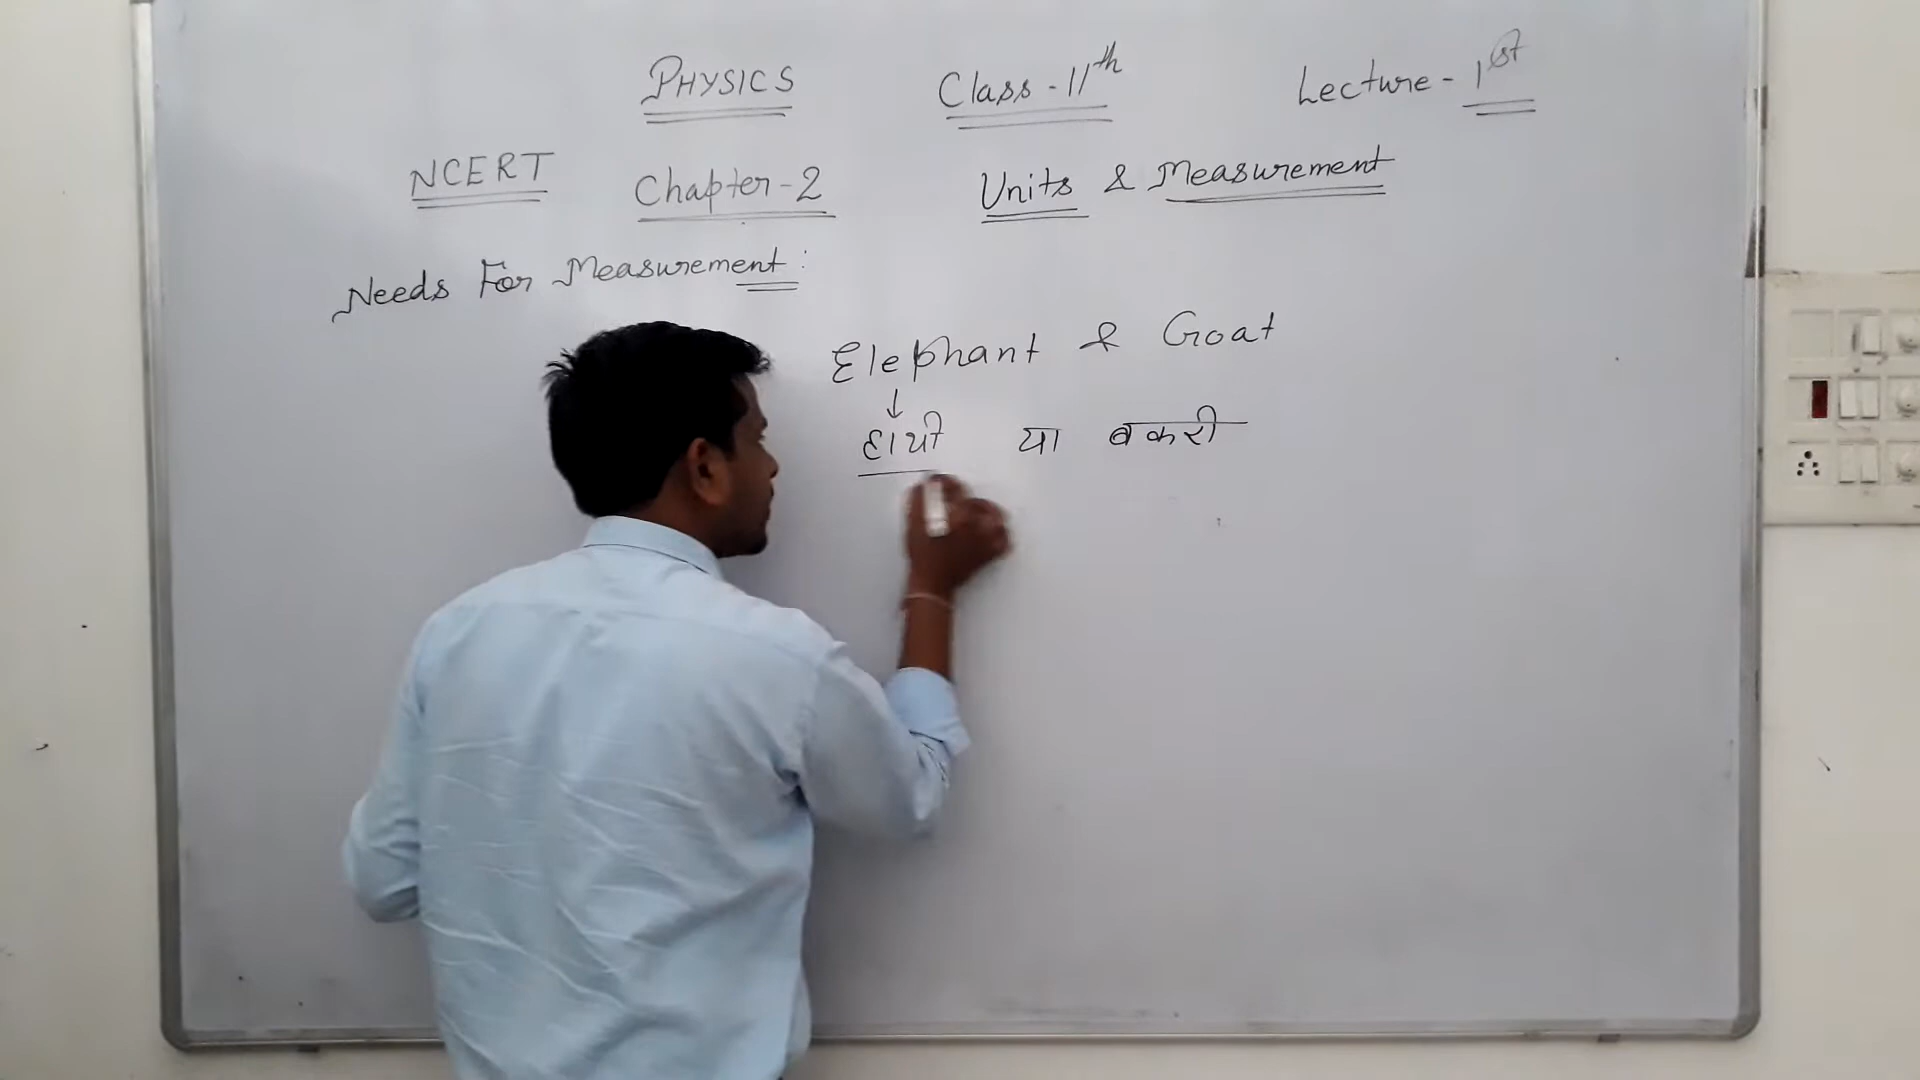 PHYSICS Class-11th Lecture-1st
NCERT Chapter-2 Units & Measurement
Needs For Measurement:
Elephant & Goat
↓
हाथी या बकरी